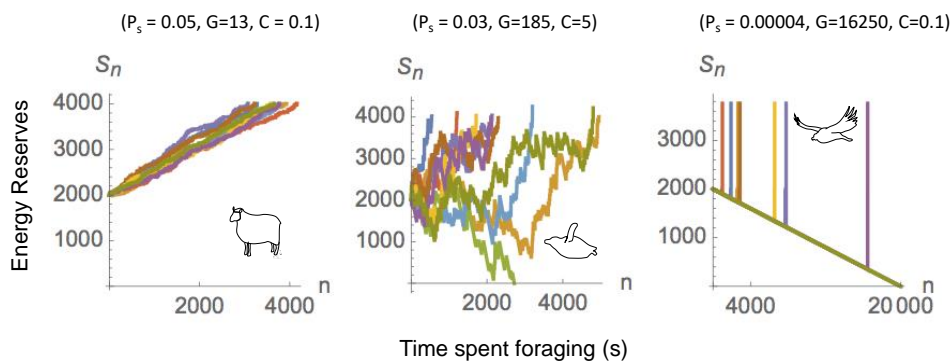 (Pₛ = 0.05, G=13, C = 0.1)
(Pₛ = 0.03, G=185, C=5)
(Pₛ = 0.00004, G=16250, C=0.1)
Sₙ
4000
3000
2000
1000
2000
4000
n
Sₙ
4000
3000
2000
1000
2000
4000
n
Sₙ
3000
2000
1000
4000
20 000
n
Energy Reserves
Time spent foraging (s)